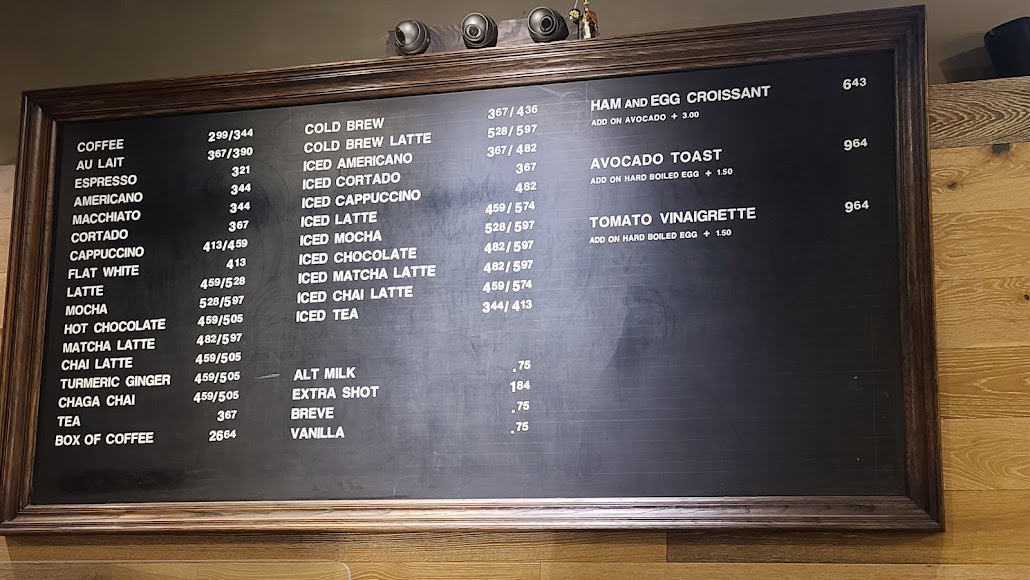 COFFEE 299/344
AU LAIT 367/390
ESPRESSO 321
AMERICANO 344
MACCHIATO 344
CORTADO 367
CAPPUCCINO 413/459
FLAT WHITE 413
LATTE 459/528
MOCHA 528/597
HOT CHOCOLATE 459/505
MATCHA LATTE 482/597
CHAI LATTE 459/505
TURMERIC GINGER 459/505
CHAGA CHAI 459/505
TEA 367
BOX OF COFFEE 2664
COLD BREW 367/436
COLD BREW LATTE 528/597
ICED AMERICANO 367/482
ICED CORTADO 367
ICED CAPPUCCINO 482
ICED LATTE 459/574
ICED MOCHA 528/597
ICED CHOCOLATE 482/597
ICED MATCHA LATTE 482/597
ICED CHAI LATTE 459/574
ICED TEA 344/413
ALT MILK .75
EXTRA SHOT 184
BREVE .75
VANILLA .75
HAM AND EGG CROISSANT 643
ADD ON AVOCADO + 3.00
AVOCADO TOAST 964
ADD ON HARD BOILED EGG + 1.50
TOMATO VINAIGRETTE 964
ADD ON HARD BOILED EGG + 1.50